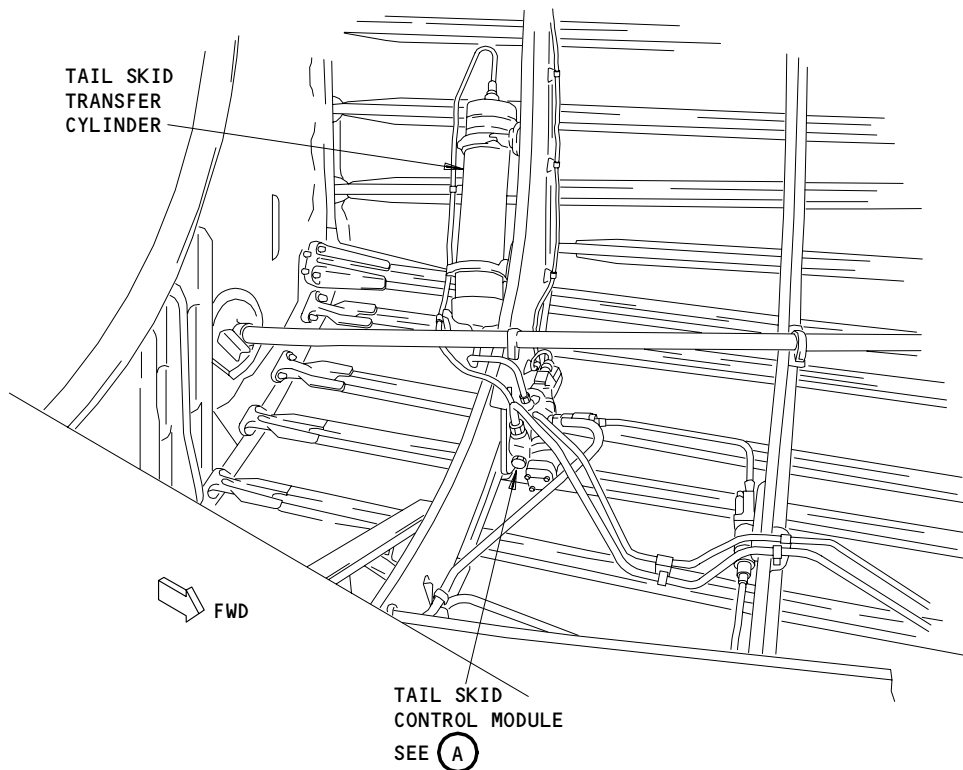 TAIL SKID
TRANSFER
CYLINDER
FWD
TAIL SKID
CONTROL MODULE
SEE A